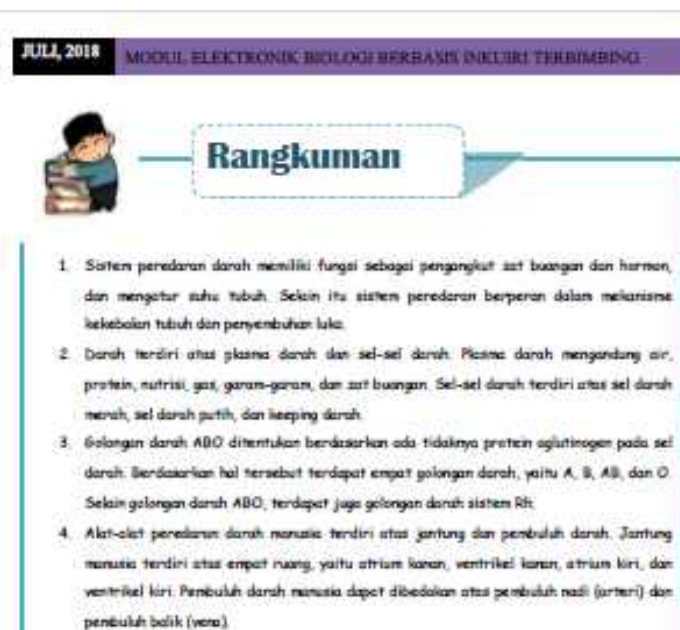 JULI, 2018 MODUL ELEKTRONIK BIOLOGI BERBASIS INKUIRI TERBIMBING
Rangkuman
1. Sistem peredaran darah memiliki fungsi sebagai pengangkut zat buangan dan hormon,
dan mengatur suhu tubuh. Selain itu sistem peredaran berperan dalam mekanisme
kekebalan tubuh dan penyembuhan luka.
2. Darah terdiri atas plasma darah dan sel-sel darah. Plasma darah mengandung air,
protein, nutrisi, gas, garam-garam, dan zat buangan. Sel-sel darah terdiri atas sel darah
merah, sel darah putih, dan keeping darah.
3. Golongan darah ABO ditentukan berdasarkan ada tidaknya protein aglutinogen pada sel
darah. Berdasarkan hal tersebut terdapat empat golongan darah, yaitu A, B, AB, dan O.
Selain golongan darah ABO, terdapat juga golongan darah sistem Rh.
4. Alat-alat peredaran darah manusia terdiri atas jantung dan pembuluh darah. Jantung
manusia terdiri atas empat ruang, yaitu atrium kanan, ventrikel kanan, atrium kiri, dan
ventrikel kiri. Pembuluh darah manusia dapat dibedakan atas pembuluh nadi (arteri) dan
pembuluh balik (vena).